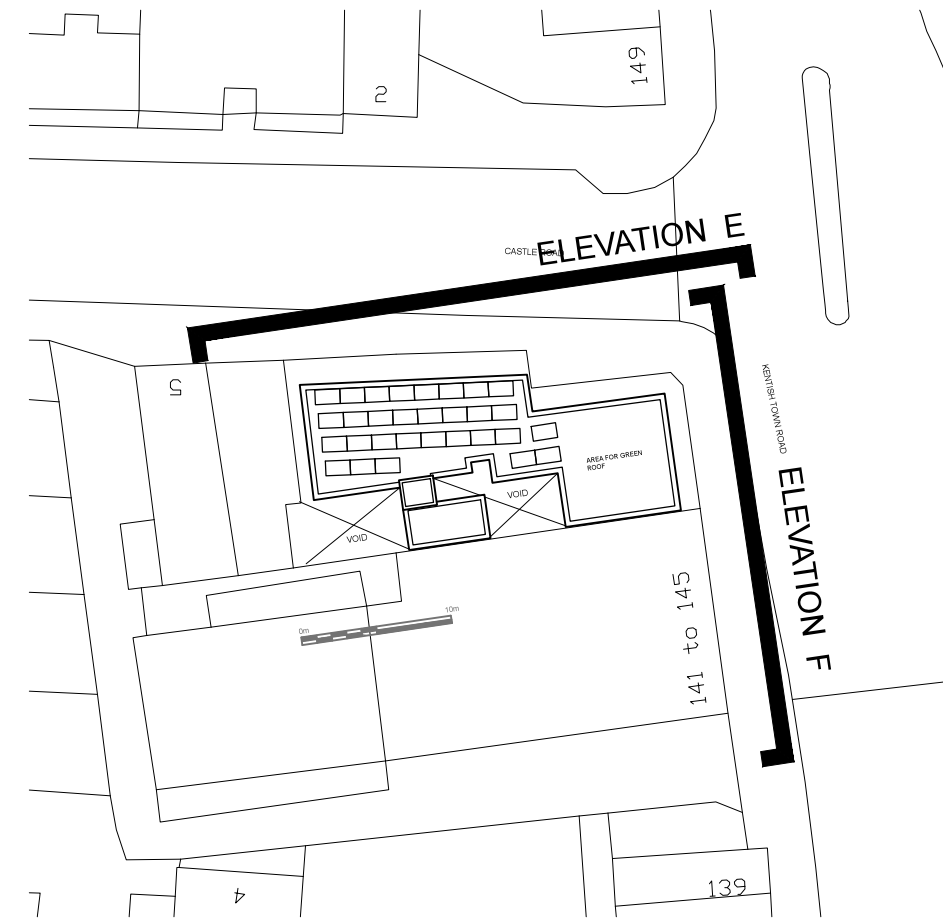 149
2
ELEVATION E
CASTLE ROAD
5
KENTISH TOWN ROAD
AREA FOR GREEN
ROOF
VOID
VOID
ELEVATION F
141 to 145
0m
10m
4
139